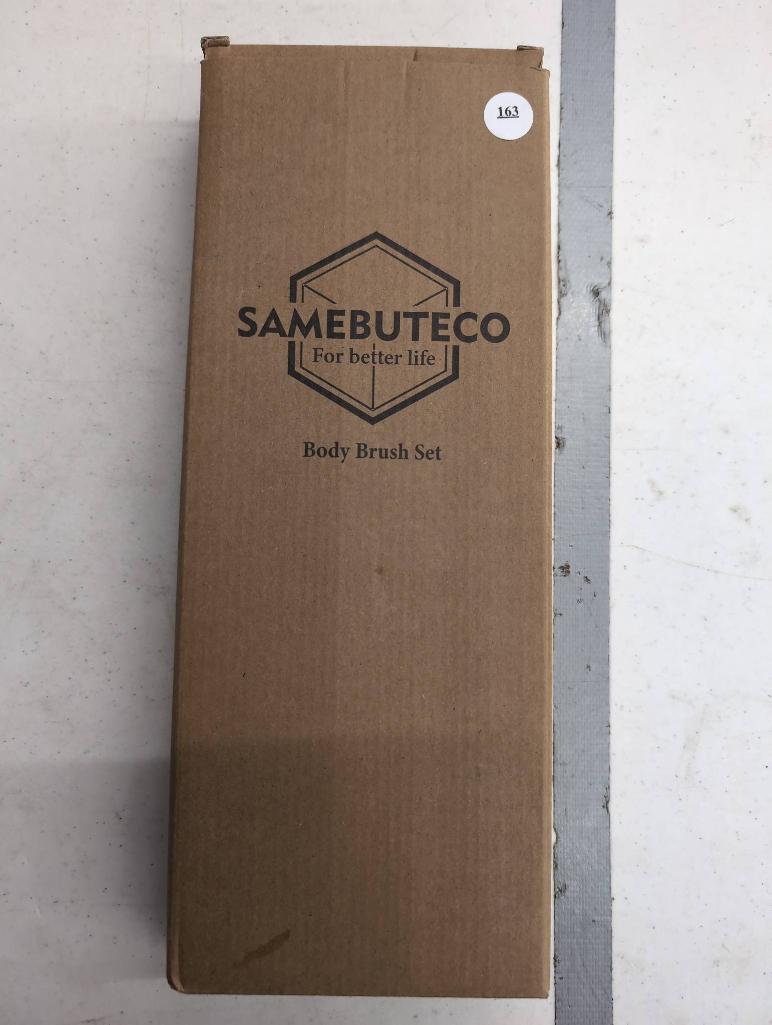 163
SAMEBUTECO
For better life
Body Brush Set